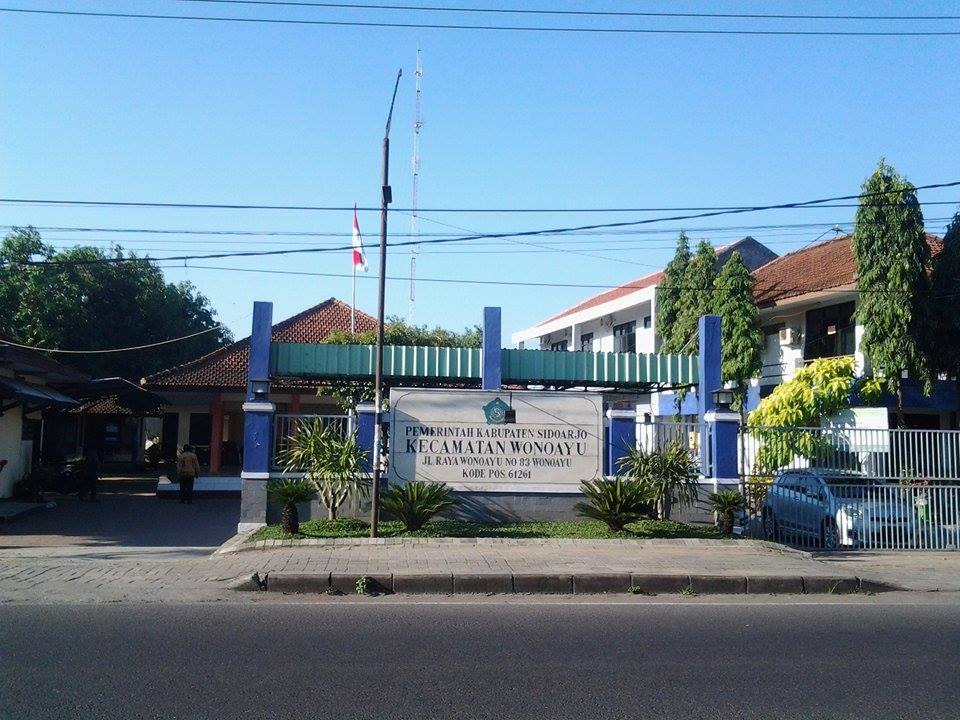 PEMERINTAH KABUPATEN SIDOARJO
KECAMATAN WONOAYU
JL. RAYA WONOAYU NO 83 WONOAYU
KODE POS 61261